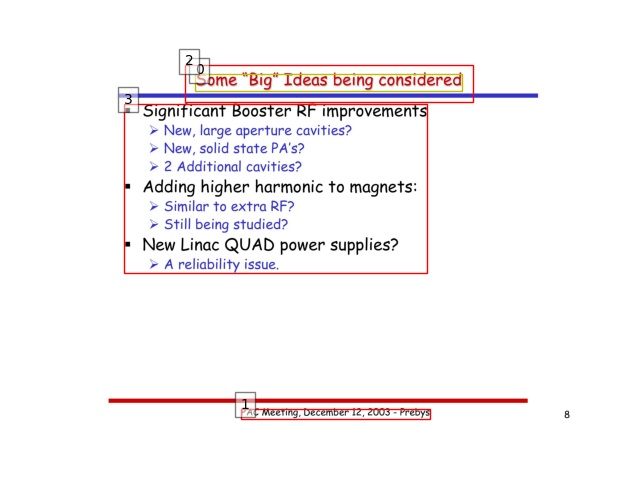 2
0
Some "Big" Ideas being considered
3
▪ Significant Booster RF improvements
➢ New, large aperture cavities?
➢ New, solid state PA's?
➢ 2 Additional cavities?
▪ Adding higher harmonic to magnets:
➢ Similar to extra RF?
➢ Still being studied?
▪ New Linac QUAD power supplies?
➢ A reliability issue.
1
PAC Meeting, December 12, 2003 - Prebys
8